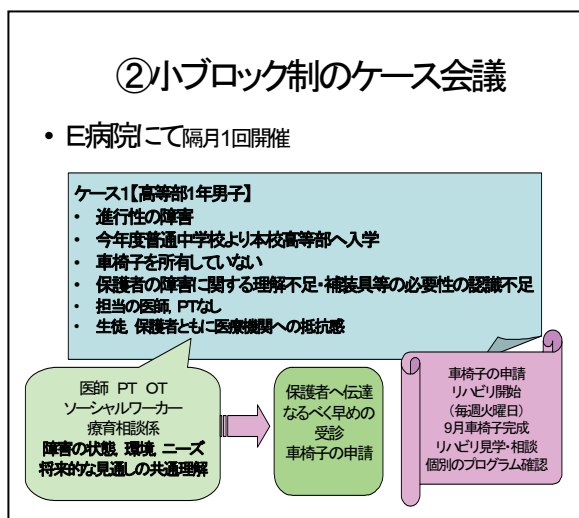 ②小ブロック制のケース会議
• E病院にて隔月1回開催
ケース1【高等部1年男子】
• 進行性の障害
• 今年度普通中学校より本校高等部へ入学
• 車椅子を所有していない
• 保護者の障害に関する理解不足・補装具等の必要性の認識不足
• 担当の医師，PTなし
• 生徒，保護者ともに医療機関への抵抗感
医師 PT OT
ソーシャルワーカー
療育相談係
障害の状態，環境，ニーズ
将来的な見通しの共通理解
保護者へ伝達
なるべく早めの
受診
車椅子の申請
車椅子の申請
リハビリ開始
（毎週火曜日）
9月車椅子完成
リハビリ見学・相談
個別のプログラム確認